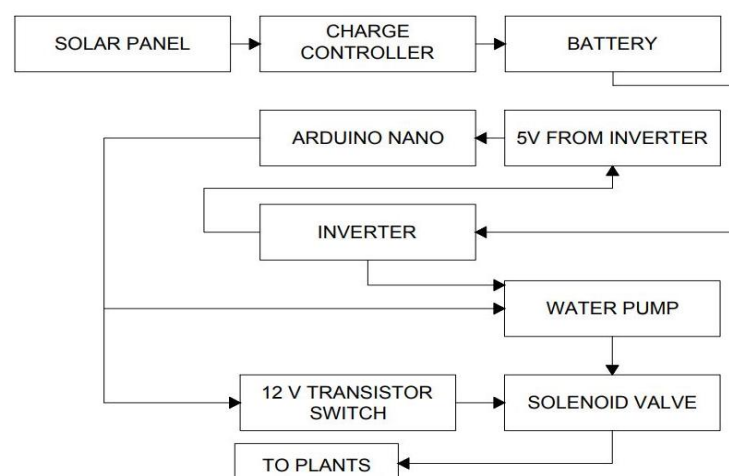 SOLAR PANEL
CHARGE
CONTROLLER
BATTERY
ARDUINO NANO
5V FROM INVERTER
INVERTER
WATER PUMP
12 V TRANSISTOR
SWITCH
SOLENOID VALVE
TO PLANTS